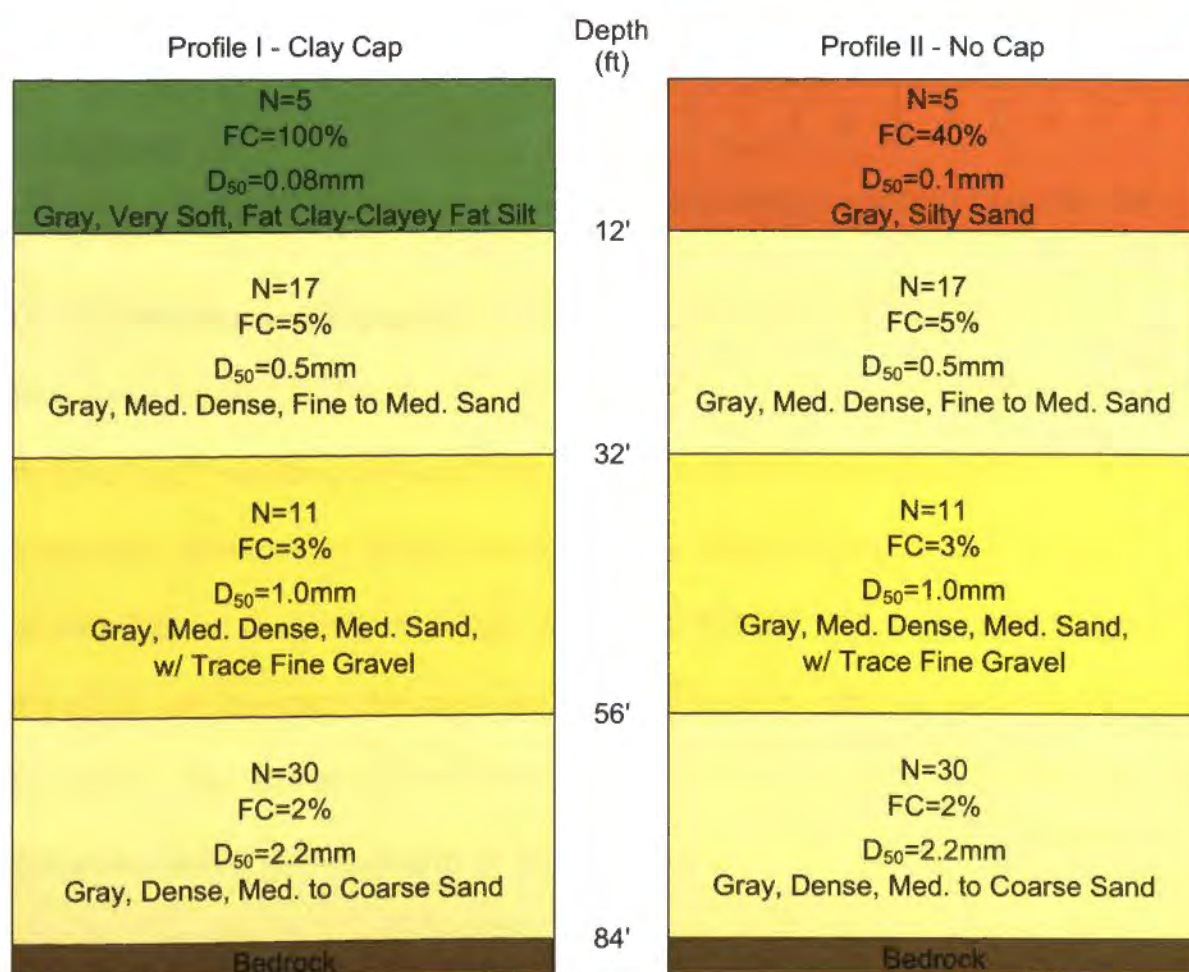 Profile I - Clay Cap
N=5
FC=100%
D₅₀=0.08mm
Gray, Very Soft, Fat Clay-Clayey Fat Silt
N=17
FC=5%
D₅₀=0.5mm
Gray, Med. Dense, Fine to Med. Sand
N=11
FC=3%
D₅₀=1.0mm
Gray, Med. Dense, Med. Sand,
w/ Trace Fine Gravel
N=30
FC=2%
D₅₀=2.2mm
Gray, Dense, Med. to Coarse Sand
Bedrock
Depth
(ft)
12'
32'
56'
84'
Profile II - No Cap
N=5
FC=40%
D₅₀=0.1mm
Gray, Silty Sand
N=17
FC=5%
D₅₀=0.5mm
Gray, Med. Dense, Fine to Med. Sand
N=11
FC=3%
D₅₀=1.0mm
Gray, Med. Dense, Med. Sand,
w/ Trace Fine Gravel
N=30
FC=2%
D₅₀=2.2mm
Gray, Dense, Med. to Coarse Sand
Bedrock